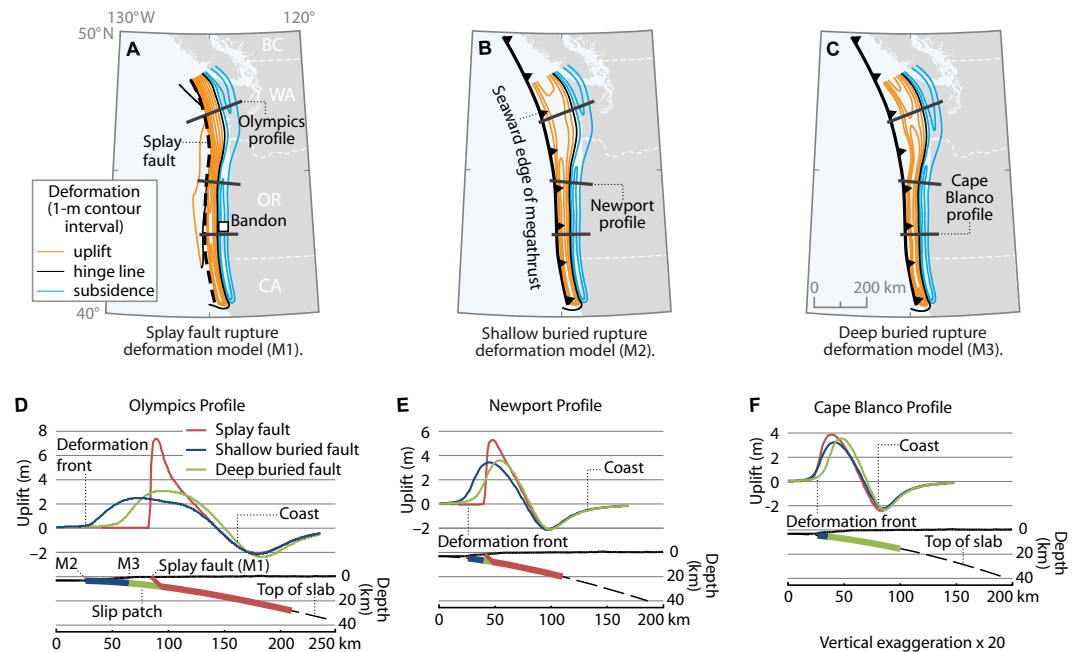 130°W
120°
50°N
A
BC
WA
Olympics
profile
Splay
fault
OR
Bandon
CA
40°
Deformation
(1-m contour
interval)
uplift
hinge line
subsidence
Splay fault rupture
deformation model (M1).
B
Seaward edge of megathrust
Newport
profile
Shallow buried rupture
deformation model (M2).
C
Cape
Blanco
profile
0
200 km
Deep buried rupture
deformation model (M3).
D
Olympics Profile
Uplift (m)
8
6
4
2
0
−2
Deformation
front
Splay fault
Shallow buried fault
Deep buried fault
Coast
M2
M3
Splay fault (M1)
Slip patch
Top of slab
0
20
40
Depth
(km)
0 50 100 150 200 250 km
E
Newport Profile
Uplift (m)
6
4
2
0
−2
Coast
Deformation front
0
20
40
Depth
(km)
0 50 100 150 200 km
F
Cape Blanco Profile
Uplift (m)
4
2
0
−2
Coast
Deformation front
Top of slab
0
20
40
Depth
(km)
0 50 100 150 200 km
Vertical exaggeration x 20